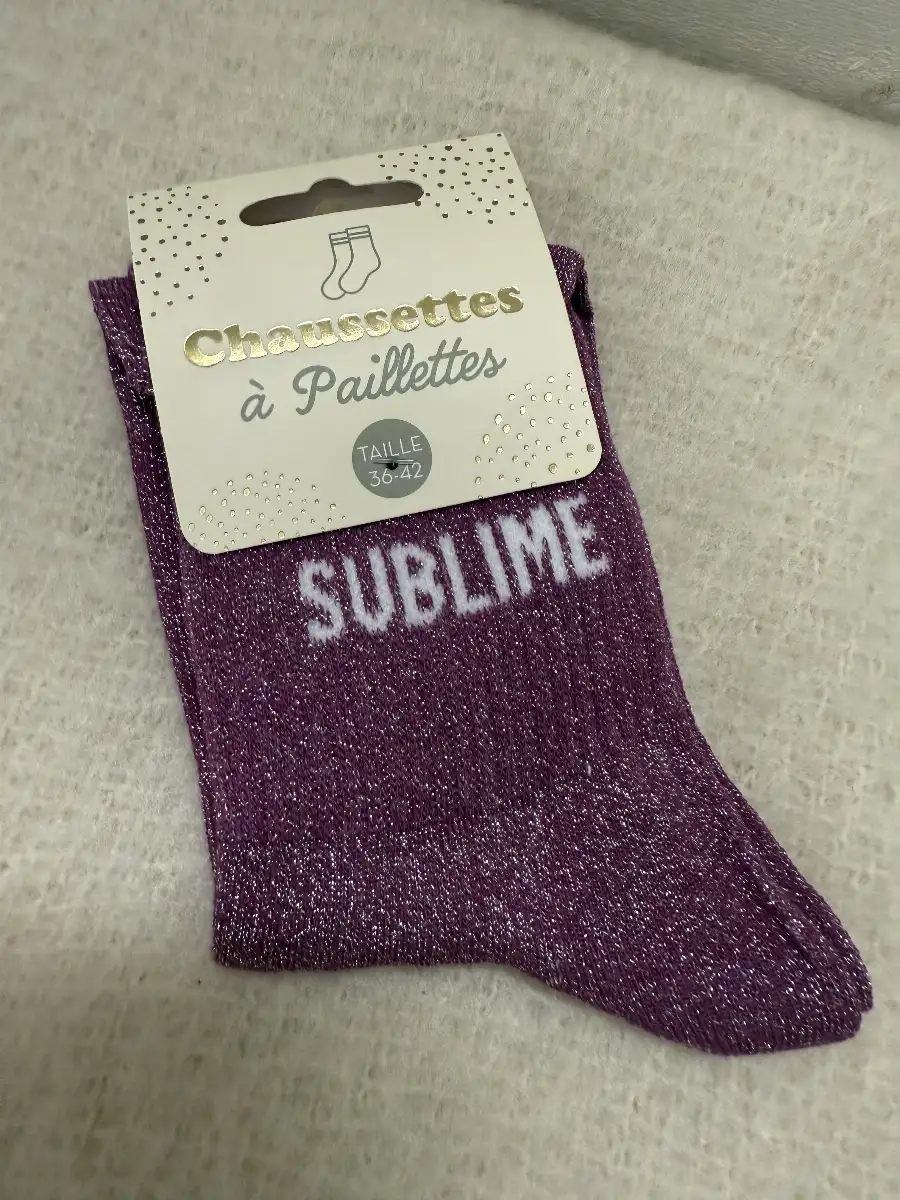 Chaussettes
à Paillettes
TAILLE
36-42
SUBLIME